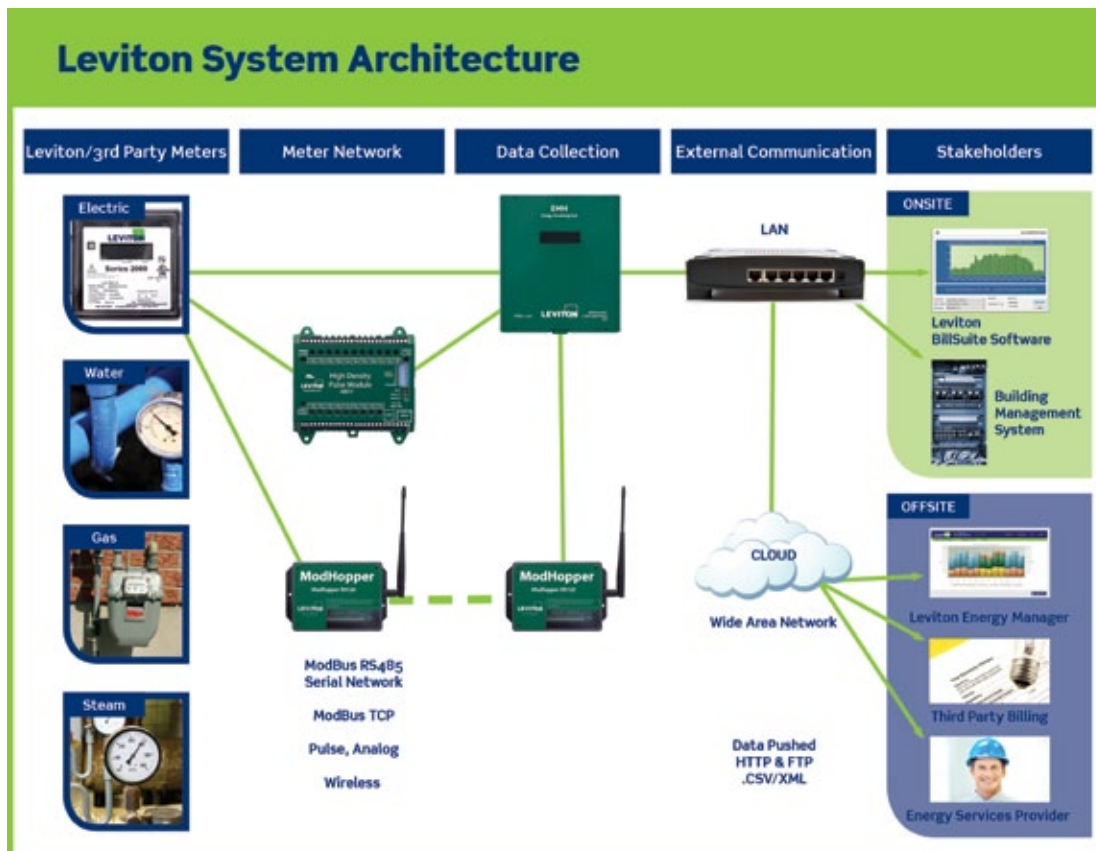 Leviton System Architecture
Leviton/3rd Party Meters
Meter Network
Data Collection
External Communication
Stakeholders
Electric
LEVITON
Series 2000
Water
Gas
Steam
LEVITON
High Density
Pulse Module
ModHopper
LEVITON
ModBus RS485
Serial Network
ModBus TCP
Pulse, Analog
Wireless
EMH
LEVITON
ModHopper
LEVITON
LAN
CLOUD
Wide Area Network
Data Pushed
HTTP & FTP
.CSV/XML
ONSITE
Leviton
BillSuite Software
Building
Management
System
OFFSITE
Leviton Energy Manager
Third Party Billing
Energy Services Provider